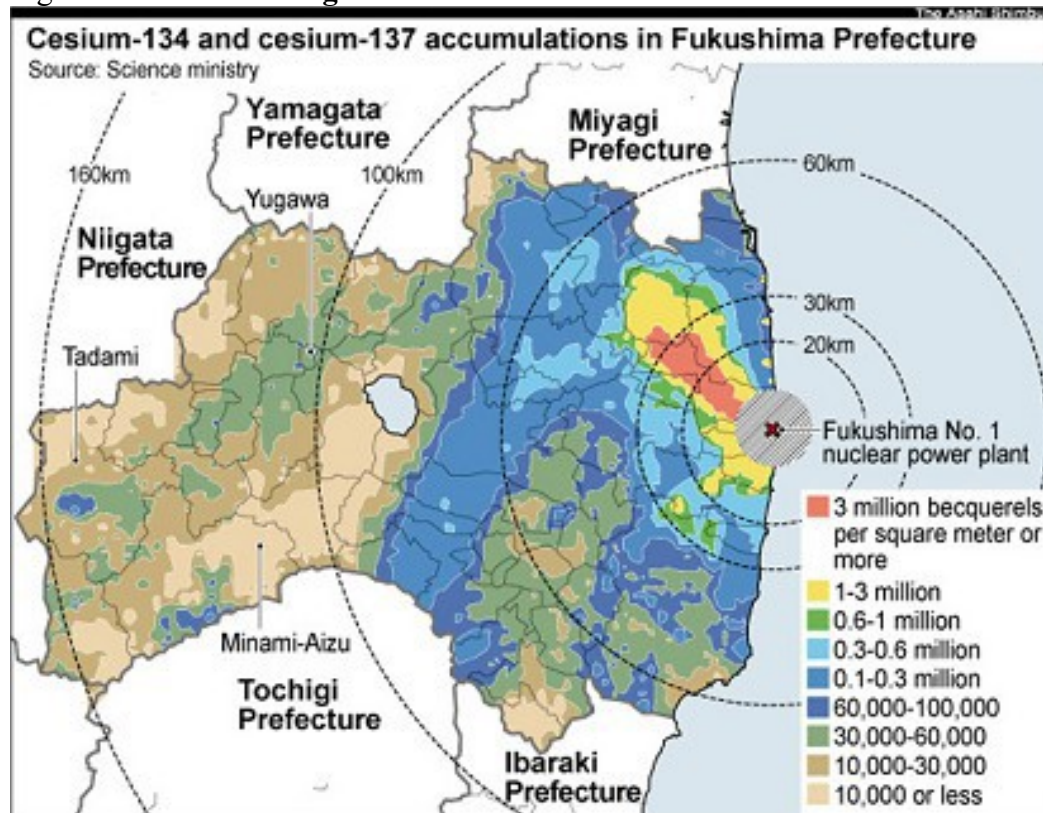 The Asahi Shimbu
Cesium-134 and cesium-137 accumulations in Fukushima Prefecture
Source: Science ministry
Yamagata
Prefecture
Miyagi
Prefecture
160km
100km
60km
Yugawa
Niigata
Prefecture
30km
20km
Tadami
Fukushima No. 1
nuclear power plant
3 million becquerels
per square meter or
more
1-3 million
0.6-1 million
0.3-0.6 million
0.1-0.3 million
60,000-100,000
30,000-60,000
10,000-30,000
10,000 or less
Minami-Aizu
Tochigi
Prefecture
Ibaraki
Prefecture